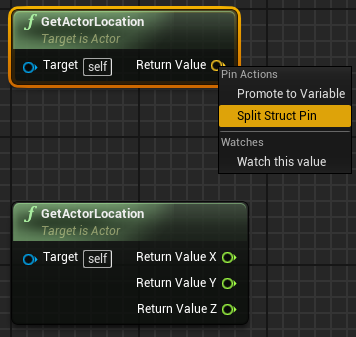 GetActorLocation
Target is Actor
Target self Return Value
Pin Actions
Promote to Variable
Split Struct Pin
Watches
Watch this value
GetActorLocation
Target is Actor
Target self Return Value X
Return Value Y
Return Value Z